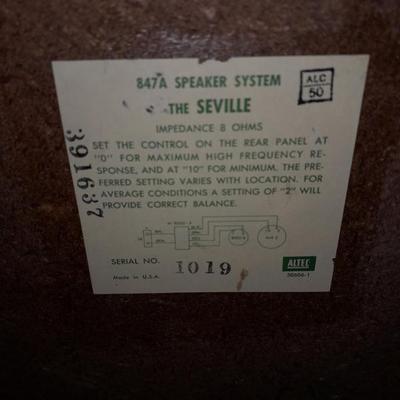 847A SPEAKER SYSTEM
THE SEVILLE
ALC
50
IMPEDANCE 8 OHMS
SET THE CONTROL ON THE REAR PANEL AT
"0" FOR MAXIMUM HIGH FREQUENCY RE-
SPONSE, AND AT "10" FOR MINIMUM. THE PRE-
FERRED SETTING VARIES WITH LOCATION. FOR
AVERAGE CONDITIONS A SETTING OF "2" WILL
PROVIDE CORRECT BALANCE.
391637
SERIAL NO. 1019
Made in U.S.A.
ALTEC